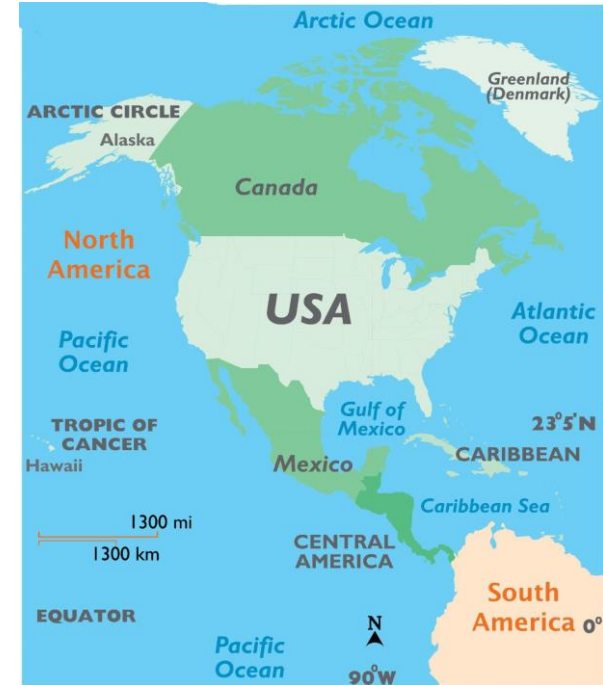 Arctic Ocean
Greenland
(Denmark)
ARCTIC CIRCLE
Alaska
Canada
North
America
USA
Atlantic
Ocean
Pacific
Ocean
Gulf of
Mexico
23°5'N
TROPIC OF
CANCER
Hawaii
Mexico
CARIBBEAN
Caribbean Sea
1300 mi
1300 km
CENTRAL
AMERICA
South
America 0°
EQUATOR
N
Pacific
Ocean
90°W